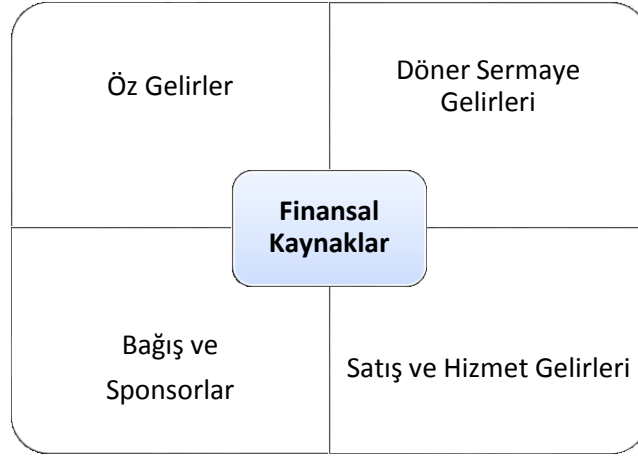 Öz Gelirler
Döner Sermaye
Gelirleri
Finansal
Kaynaklar
Bağış ve
Sponsorlar
Satış ve Hizmet Gelirleri